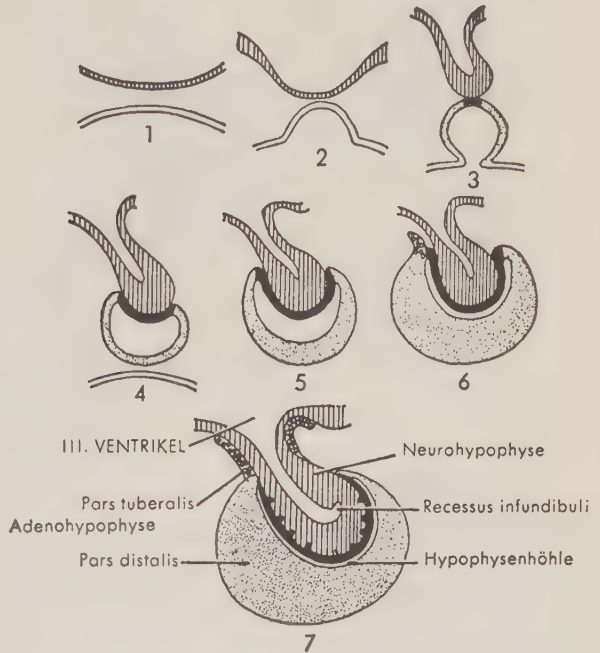 1
2
3
4
5
6
III. VENTRIKEL
Neurohypophyse
Pars tuberalis
Recessus infundibuli
Adenohypophyse
Pars distalis
Hypophysenhöhle
7